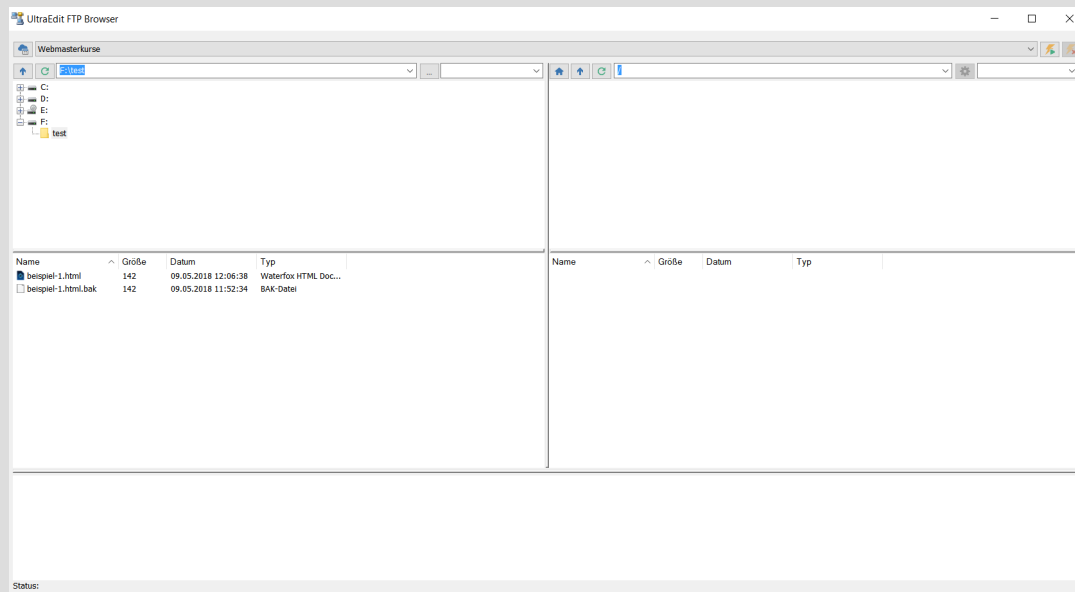 UltraEdit FTP Browser
Webmasterkurse
F:\test
...
/
C:
D:
E:
F:
test
Name Größe Datum Typ
beispiel-1.html 142 09.05.2018 12:06:38 Waterfox HTML Doc...
beispiel-1.html.bak 142 09.05.2018 11:52:34 BAK-Datei
Name Größe Datum Typ
Status: